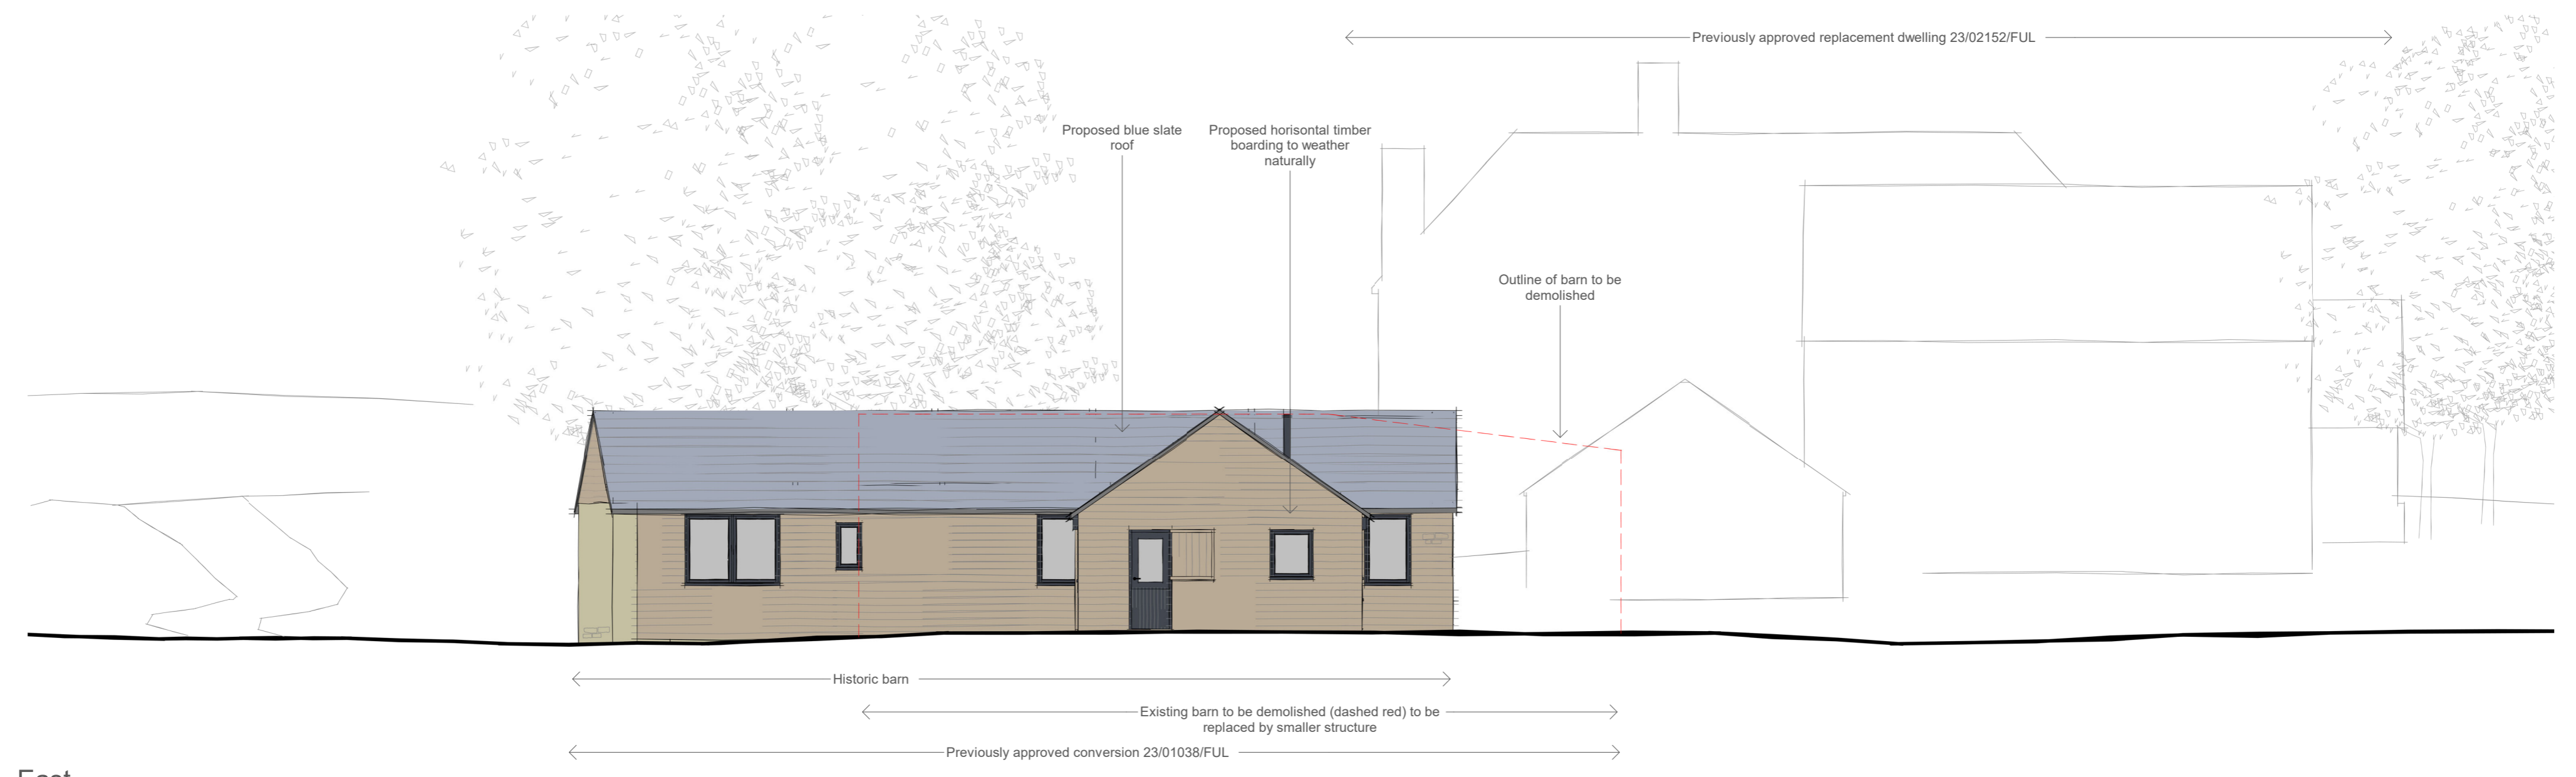 Previously approved replacement dwelling 23/02152/FUL
Proposed blue slate
roof
Proposed horisontal timber
boarding to weather
naturally
Outline of barn to be
demolished
Historic barn
Existing barn to be demolished (dashed red) to be
replaced by smaller structure
Previously approved conversion 23/01038/FUL
East